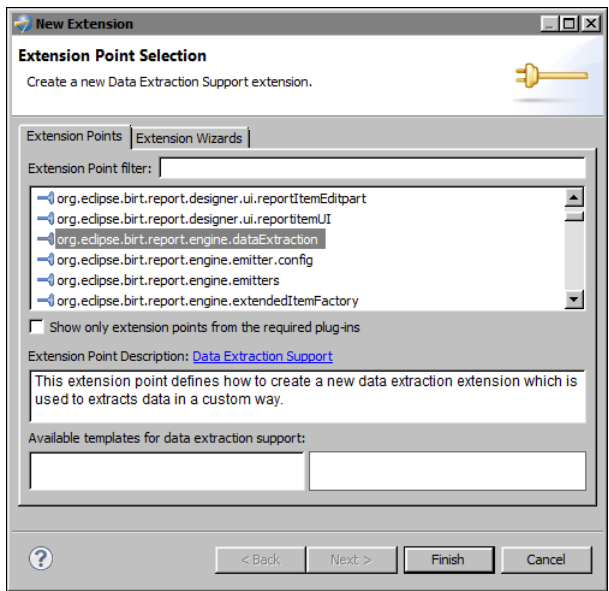 New Extension
Extension Point Selection
Create a new Data Extraction Support extension.
Extension Points
Extension Wizards
Extension Point filter:
org.eclipse.birt.report.designer.ui.reportItemEditpart
org.eclipse.birt.report.designer.ui.reportitemUI
org.eclipse.birt.report.engine.dataExtraction
org.eclipse.birt.report.engine.emitter.config
org.eclipse.birt.report.engine.emitters
org.eclipse.birt.report.engine.extendedItemFactory
Show only extension points from the required plug-ins
Extension Point Description: Data Extraction Support
This extension point defines how to create a new data extraction extension which is
used to extracts data in a custom way.
Available templates for data extraction support:
?
< Back
Next >
Finish
Cancel